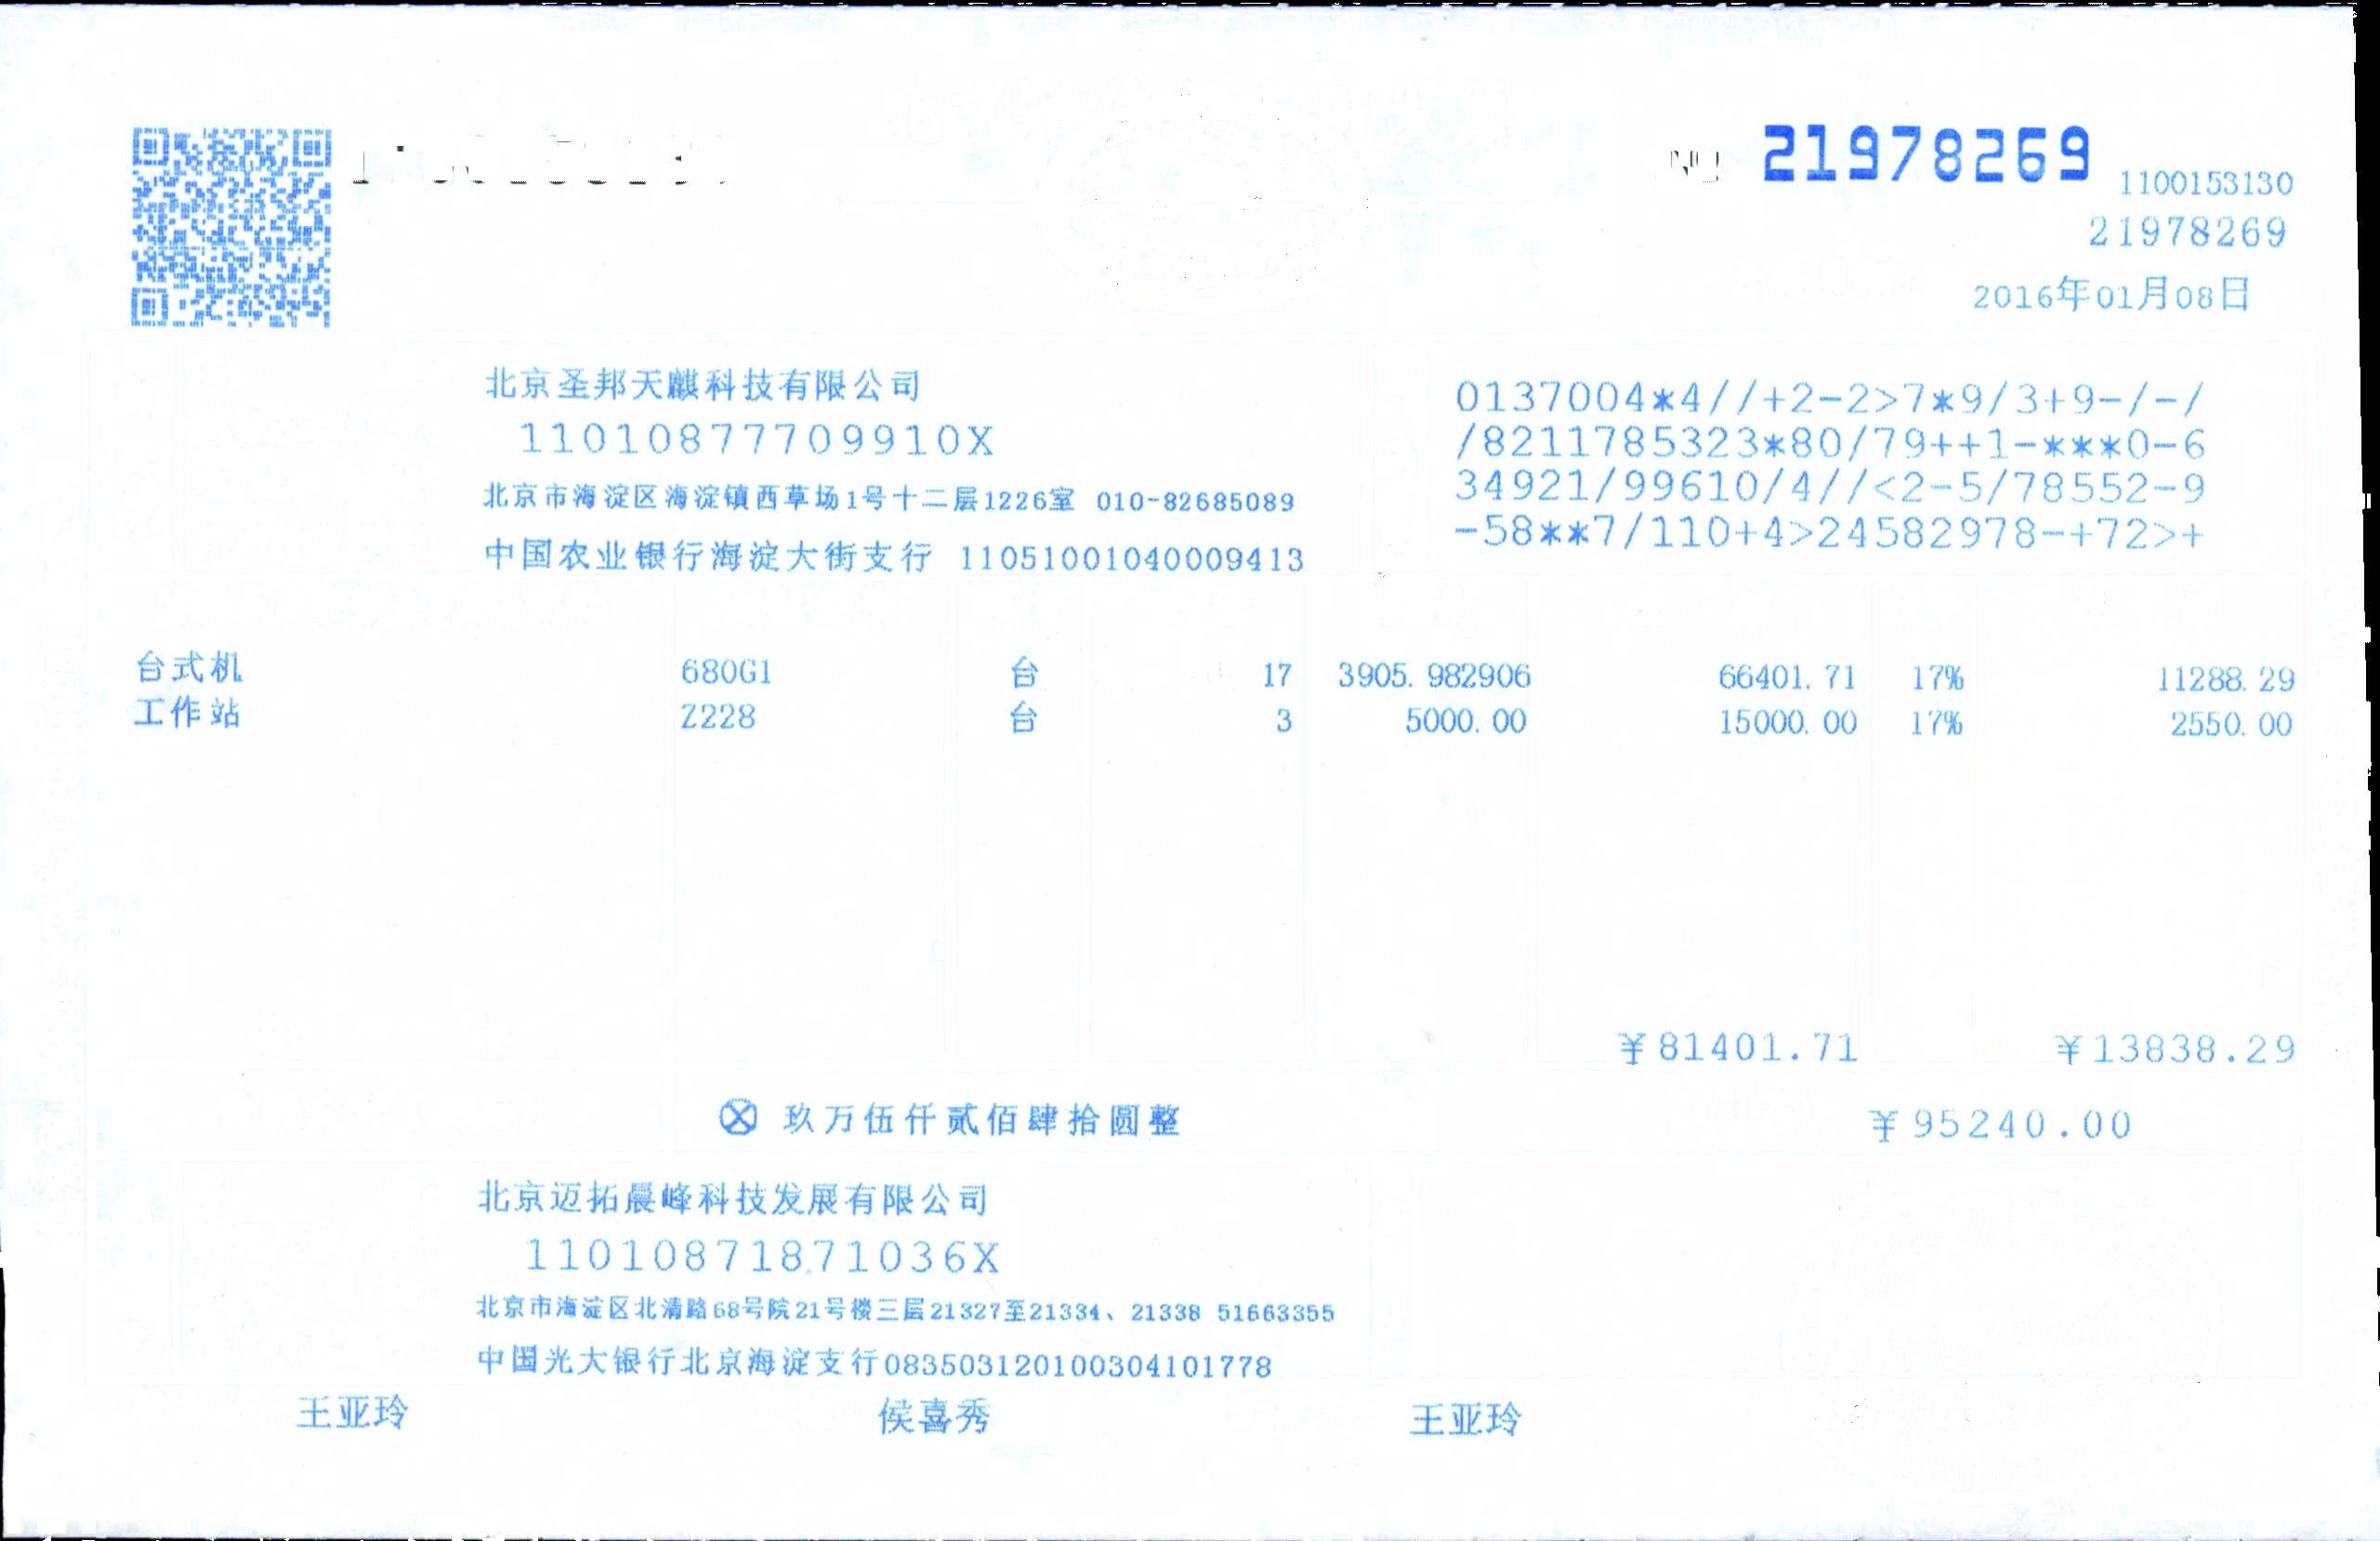 21978269
1100153130
21978269
2016年01月08日
北京圣邦天麒科技有限公司
11010877709910X
北京市海淀区海淀镇西草场1号十二层1226室 010-82685089
中国农业银行海淀大街支行 11051001040009413
0137004*4//+2-2>7*9/3+9-/-/
/8211785323*80/79++1-***0-6
34921/99610/4//<2-5/78552-9
-58**7/110+4>24582978-+72>+
台式机 680G1 台 17 3905.982906 66401.71 17% 11288.29
工作站 Z228 台 3 5000.00 15000.00 17% 2550.00
¥81401.71 ¥13838.29
ⓧ 玖万伍仟贰佰肆拾圆整 ¥95240.00
北京迈拓晨峰科技发展有限公司
11010871871036X
北京市海淀区北清路68号院21号楼三层21327至21334、21338 51663355
中国光大银行北京海淀支行083503120100304101778
王亚玲 侯喜秀 王亚玲